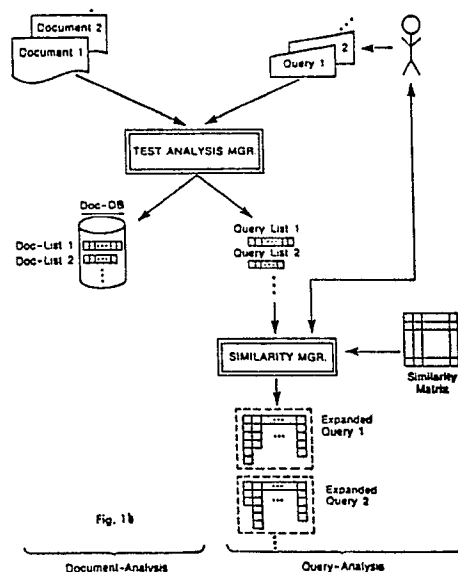 Document 2
Document 1
2
Query 1
TEST ANALYSIS MGR.
Doc-DB
Doc-List 1
Doc-List 2
Query List 1
Query List 2
SIMILARITY MGR.
Similarity
Matrix
Expanded
Query 1
Expanded
Query 2
Fig. 1b
Document-Analysis
Query-Analysis